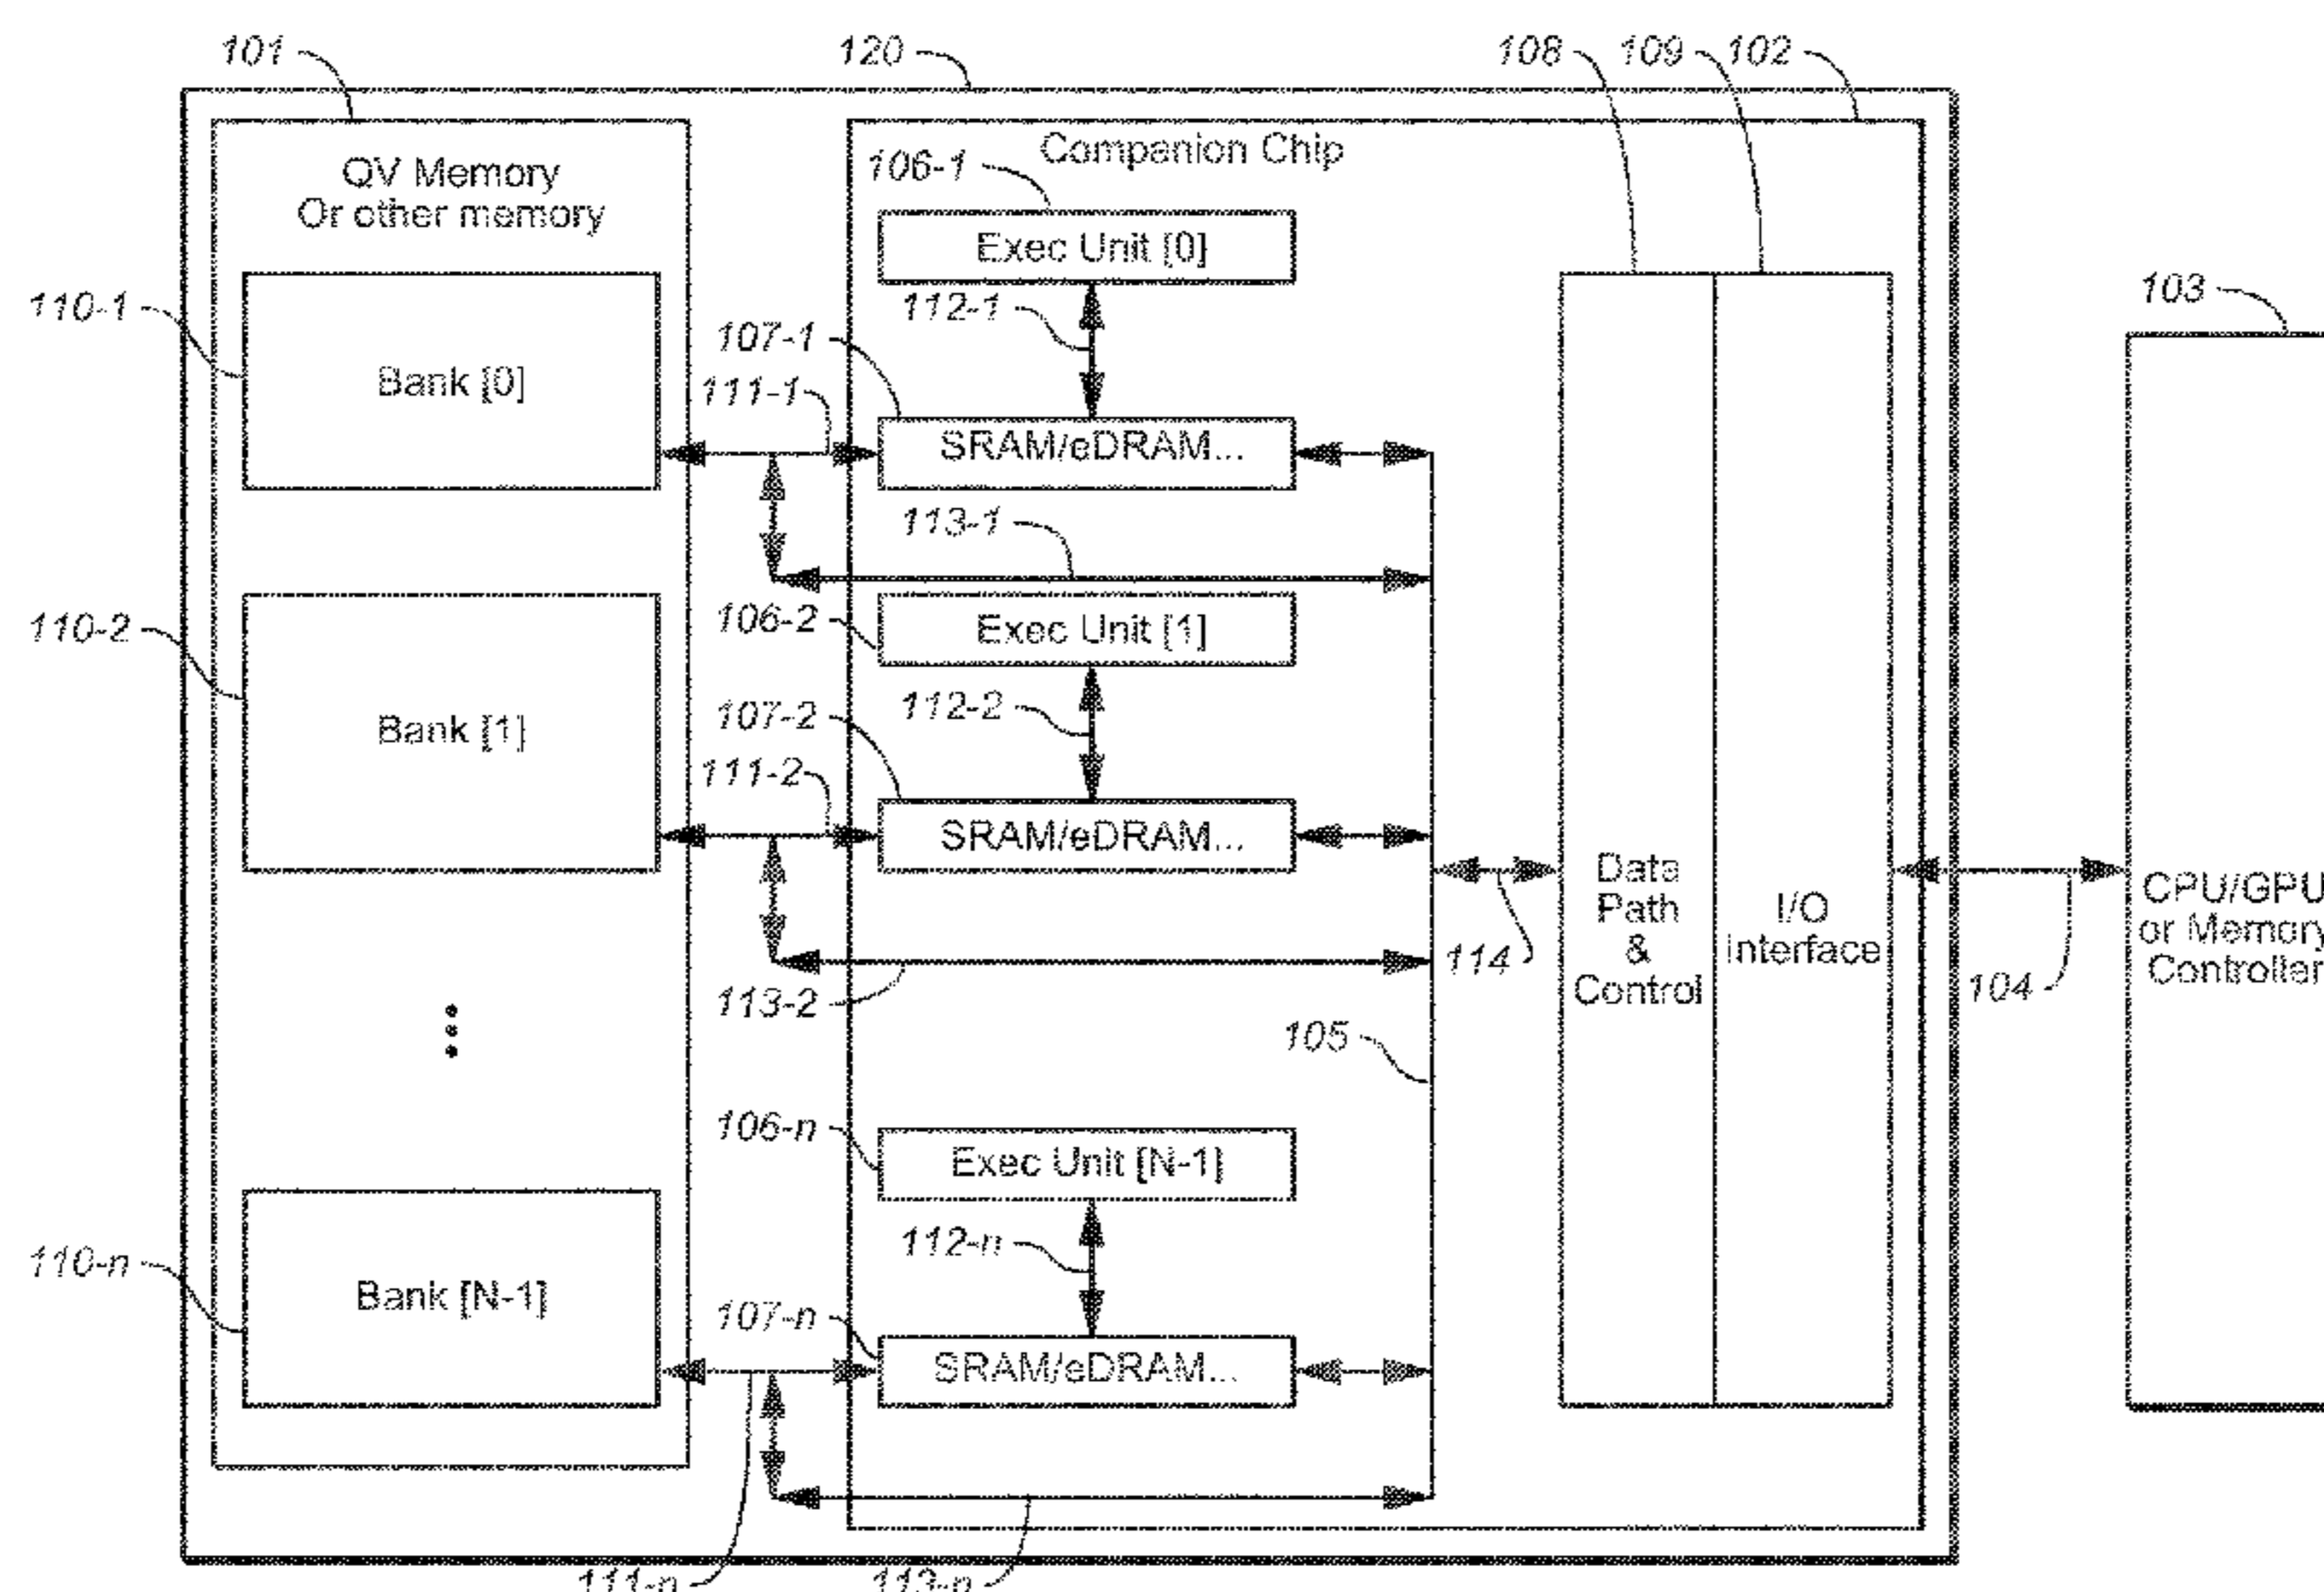 101
120
108
109
102
QV Memory
Or other memory
Companion Chip
106-1
Exec Unit [0]
110-1
112-1
103
107-1
Bank [0]
111-1
SRAM/eDRAM...
113-1
110-2
106-2
Exec Unit [1]
107-2
112-2
Bank [1]
111-2
SRAM/eDRAM...
Data
Path
&
Control
I/O
Interface
CPU/GPU
or Memory
Controller
114
104
113-2
105
106-n
Exec Unit [N-1]
110-n
112-n
Bank [N-1]
107-n
SRAM/eDRAM...
111-n
113-n